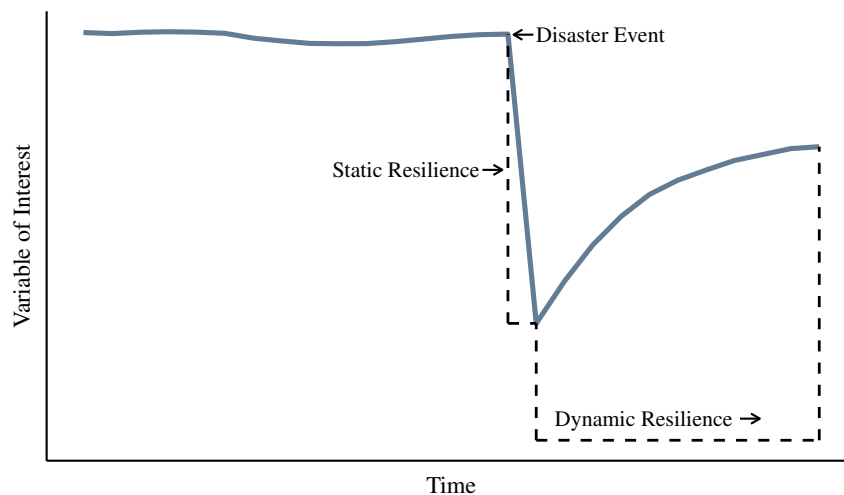 Disaster Event
Static Resilience
Variable of Interest
Dynamic Resilience
Time